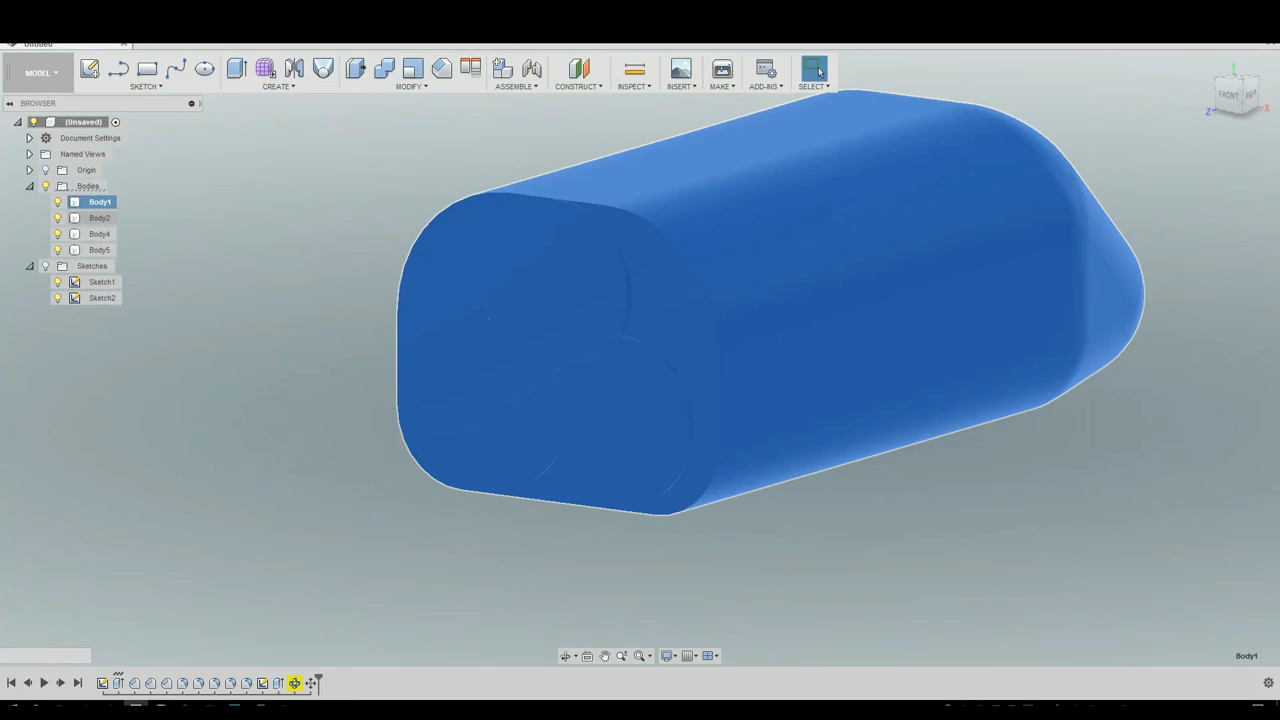 Untitled
MODEL
SKETCH
CREATE
MODIFY
ASSEMBLE
CONSTRUCT
INSPECT
INSERT
MAKE
ADD-INS
SELECT
BROWSER
FRONT
Z
X
(Unsaved)
Document Settings
Named Views
Origin
Bodies
Body1
Body2
Body4
Body5
Sketches
Sketch1
Sketch2
Body1